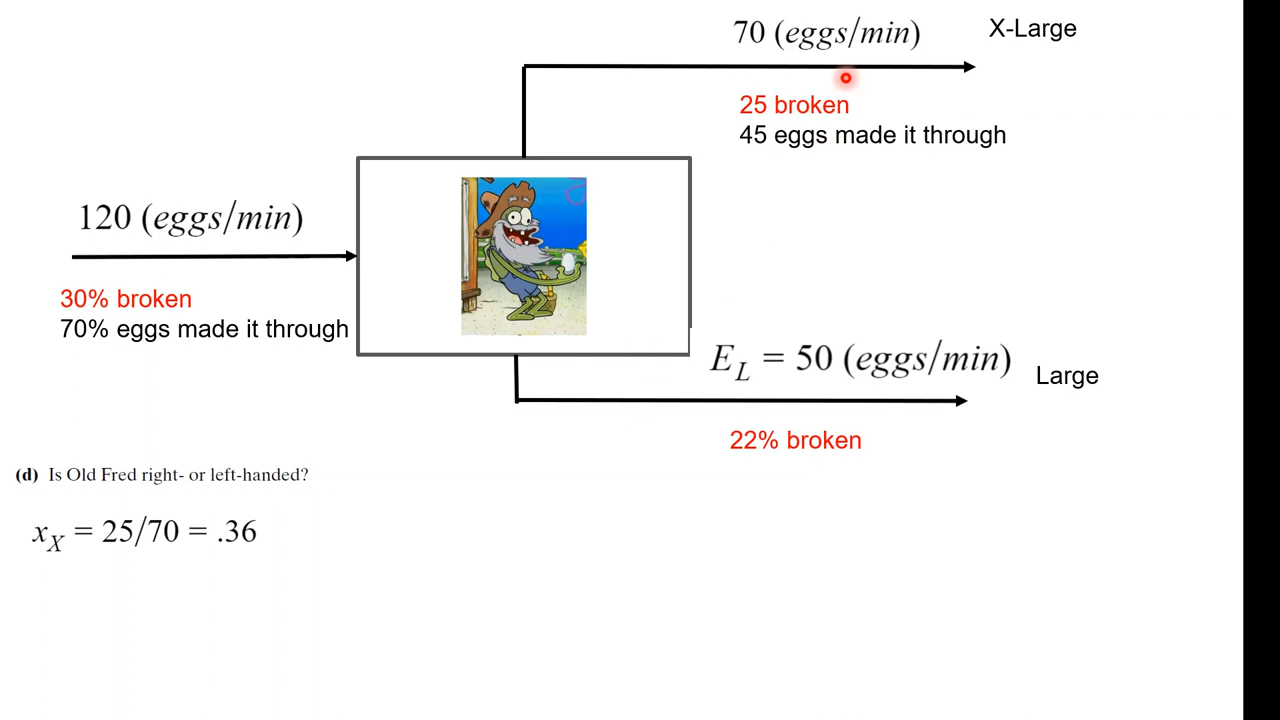 70 (eggs/min)
X-Large
25 broken
45 eggs made it through
120 (eggs/min)
30% broken
70% eggs made it through
E_L = 50 (eggs/min)
Large
22% broken
(d) Is Old Fred right- or left-handed?
x_X = 25/70 = .36